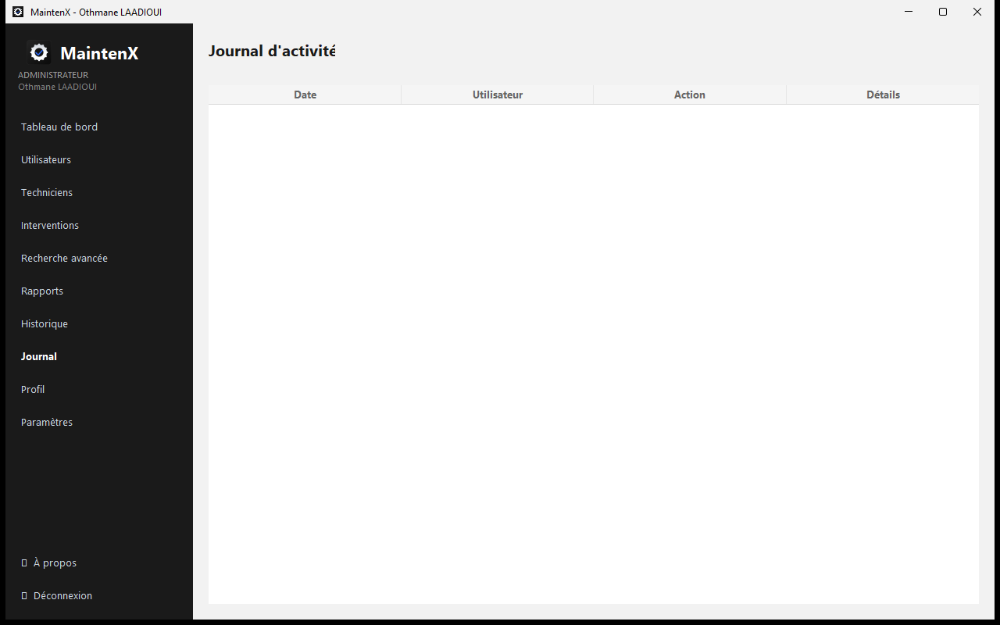 MaintenX - Othmane LAADIOUI
MaintenX
ADMINISTRATEUR
Othmane LAADIOUI
Tableau de bord
Utilisateurs
Techniciens
Interventions
Recherche avancée
Rapports
Historique
Journal
Profil
Paramètres
À propos
Déconnexion
Journal d'activité
Date Utilisateur Action Détails